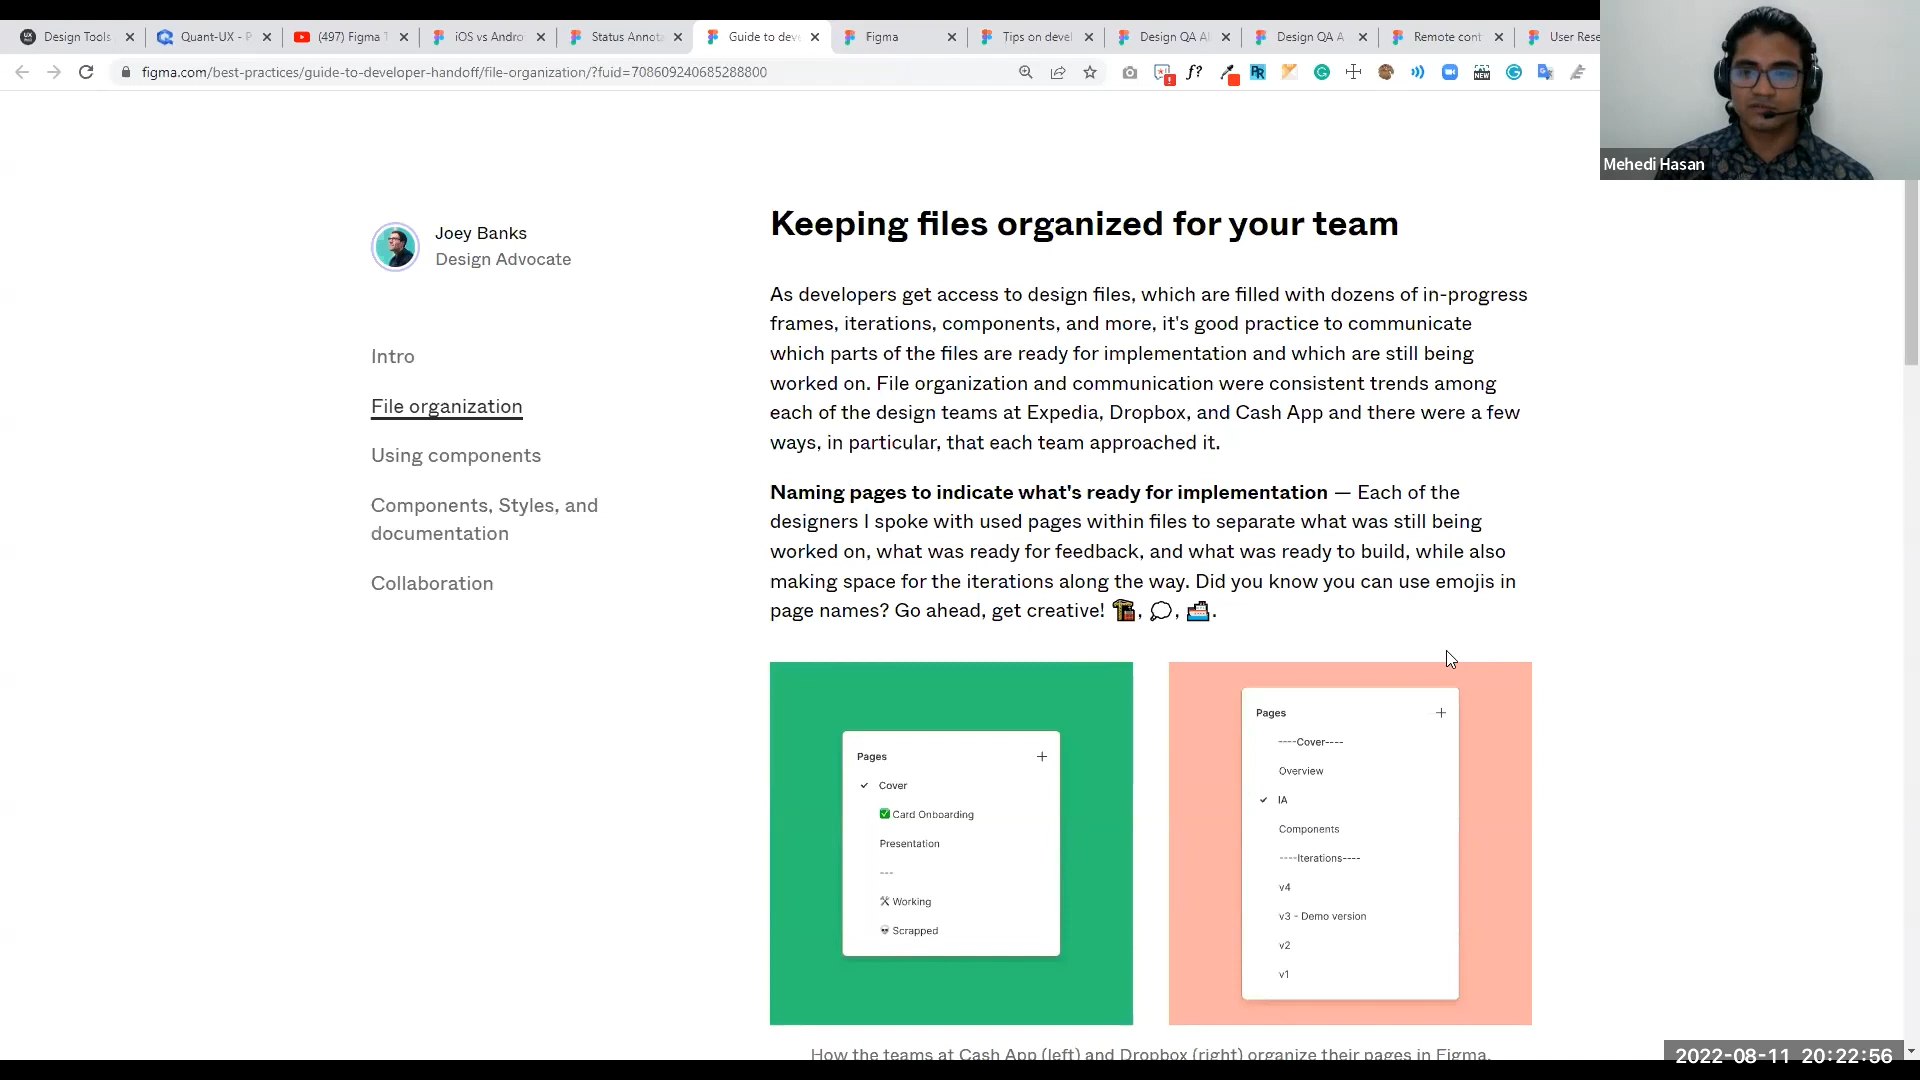 Design Tools
Quant-UX - P
(497) Figma T
iOS vs Andro
Status Annota
Guide to deve
Figma
Tips on devel
Design QA A
Design QA A
Remote cont
User Rese
figma.com/best-practices/guide-to-developer-handoff/file-organization/?fuid=708609240685288800
Mehedi Hasan
Joey Banks
Design Advocate
Intro
File organization
Using components
Components, Styles, and
documentation
Collaboration
Keeping files organized for your team
As developers get access to design files, which are filled with dozens of in-progress
frames, iterations, components, and more, it's good practice to communicate
which parts of the files are ready for implementation and which are still being
worked on. File organization and communication were consistent trends among
each of the design teams at Expedia, Dropbox, and Cash App and there were a few
ways, in particular, that each team approached it.
Naming pages to indicate what's ready for implementation — Each of the
designers I spoke with used pages within files to separate what was still being
worked on, what was ready for feedback, and what was ready to build, while also
making space for the iterations along the way. Did you know you can use emojis in
page names? Go ahead, get creative! 🏗, 💭, 🚢.
Pages +
✓ Cover
✅ Card Onboarding
Presentation
---
🛠 Working
💀 Scrapped
Pages +
----Cover----
Overview
✓ IA
Components
----Iterations----
v4
v3 - Demo version
v2
v1
How the teams at Cash App (left) and Dropbox (right) organize their pages in Figma.
2022-08-11 20:22:56